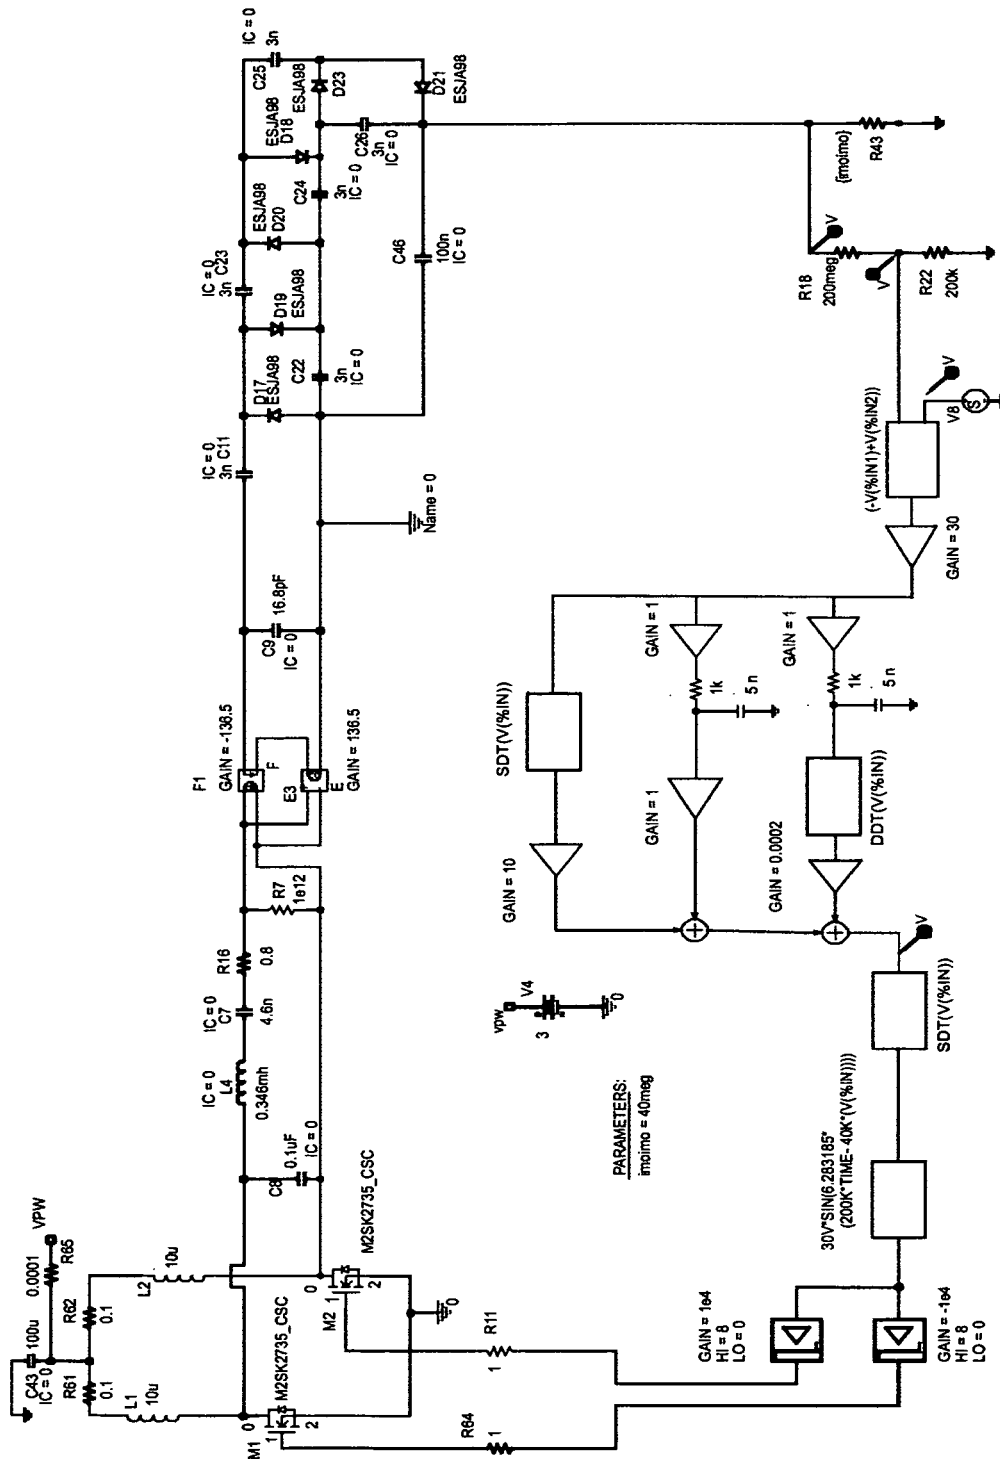 C43
100u
IC = 0
R65
0.0001
VPW
R61
0.1
R62
0.1
L1
10u
L2
10u
M1
M2SK2735_CSC
0
1
2
M2
M2SK2735_CSC
0
1
2
0
R64
1
R11
1
C8
0.1uF
IC = 0
IC = 0
L4
0.346mh
IC = 0
C7
4.6n
R16
0.8
R7
1e12
F1
GAIN = -136.5
F
E3
E
GAIN = 136.5
C9
16.8pF
IC = 0
Name = 0
IC = 0
3n C11
D17
ESJA98
C22
3n
IC = 0
D19
ESJA98
IC = 0
3n C23
ESJA98
D20
C24
3n
IC = 0
ESJA98
D18
C25
3n
IC = 0
ESJA98
D23
C26
3n
IC = 0
D21
ESJA98
C46
100n
IC = 0
{imoimo}
R43
R18
200meg
V
V
R22
200k
V8
S
V
(-V(%IN1)+V(%IN2))
GAIN = 30
SDT(V(%IN))
GAIN = 10
GAIN = 1
1k
5 n
GAIN = 1
GAIN = 1
1k
5 n
DDT(V(%IN))
GAIN = 0.0002
V
SDT(V(%IN))
vpw
V4
3
0
PARAMETERS:
imoimo = 40meg
30V*SIN(6.283185*
(200K*TIME- 40K*(V(%IN))))
GAIN = 1e4
HI = 8
LO = 0
GAIN = -1e4
HI = 8
LO = 0